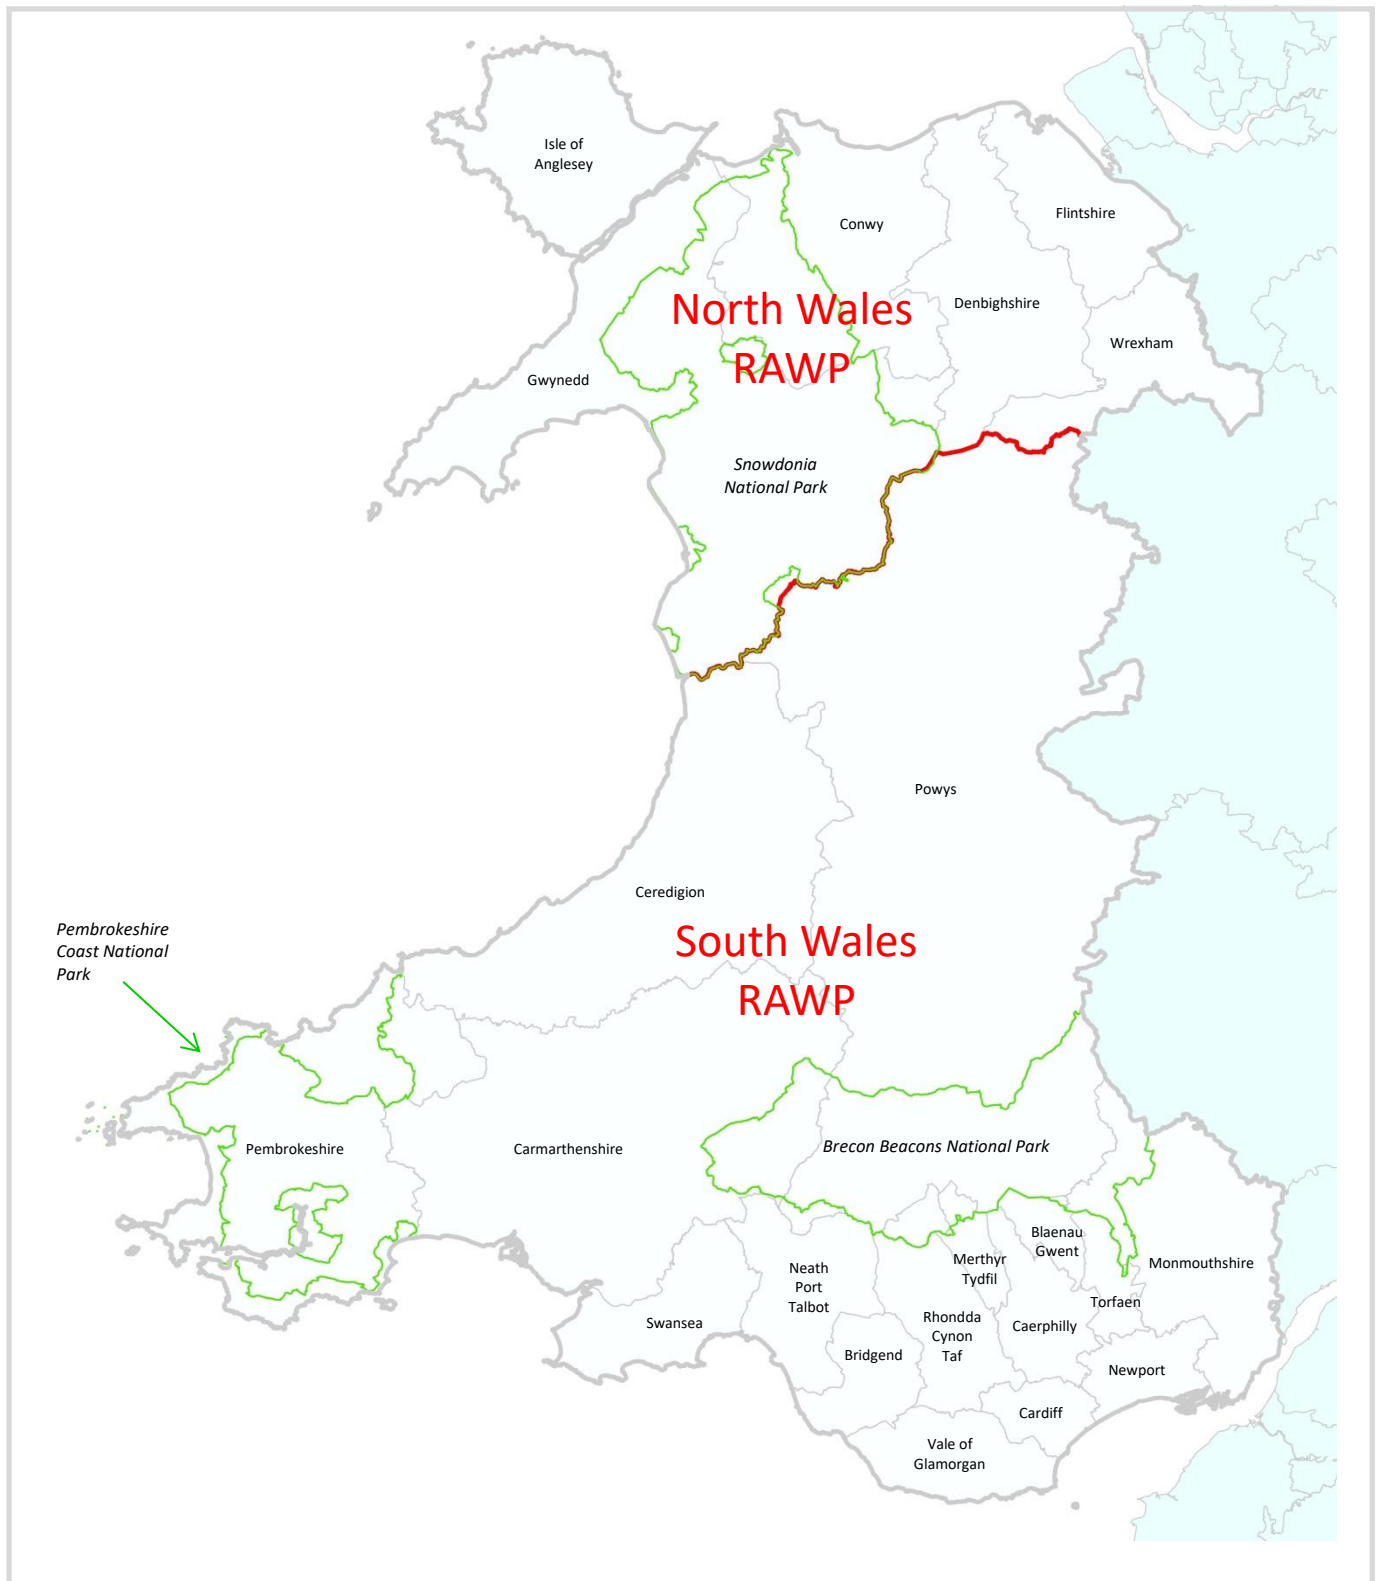 Isle of
Anglesey
Conwy
Flintshire
North Wales
RAWP
Denbighshire
Wrexham
Gwynedd
Snowdonia
National Park
Powys
Ceredigion
South Wales
RAWP
Pembrokeshire
Coast National
Park
Pembrokeshire
Carmarthenshire
Brecon Beacons National Park
Blaenau
Gwent
Merthyr
Tydfil
Monmouthshire
Neath
Port
Talbot
Torfaen
Swansea
Rhondda
Cynon
Taf
Caerphilly
Bridgend
Newport
Cardiff
Vale of
Glamorgan